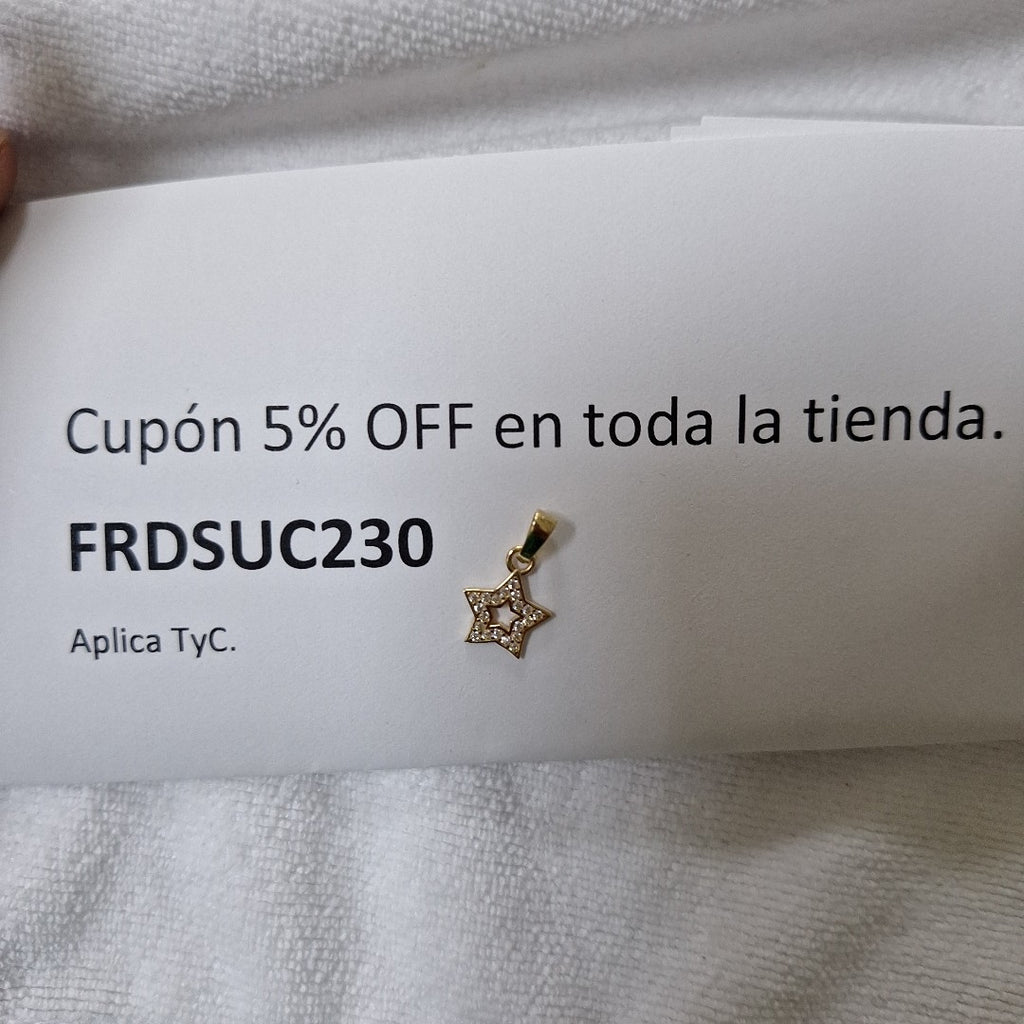 Cupón 5% OFF en toda la tienda.
FRDSUC230
Aplica TyC.